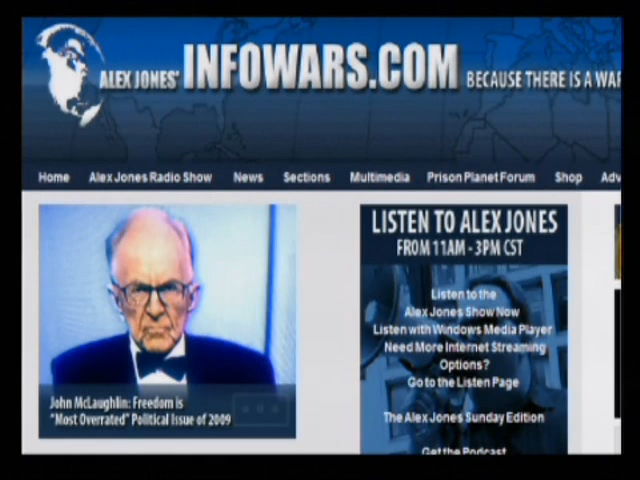 ALEX JONES' INFOWARS.COM BECAUSE THERE IS A WAR
Home Alex Jones Radio Show News Sections Multimedia Prison Planet Forum Shop Adv
LISTEN TO ALEX JONES
FROM 11AM - 3PM CST
Listen to the
Alex Jones Show Now
Listen with Windows Media Player
Need More Internet Streaming
Options?
Go to the Listen Page
The Alex Jones Sunday Edition
Get the Podcast
John McLaughlin: Freedom is
"Most Overrated" Political Issue of 2009